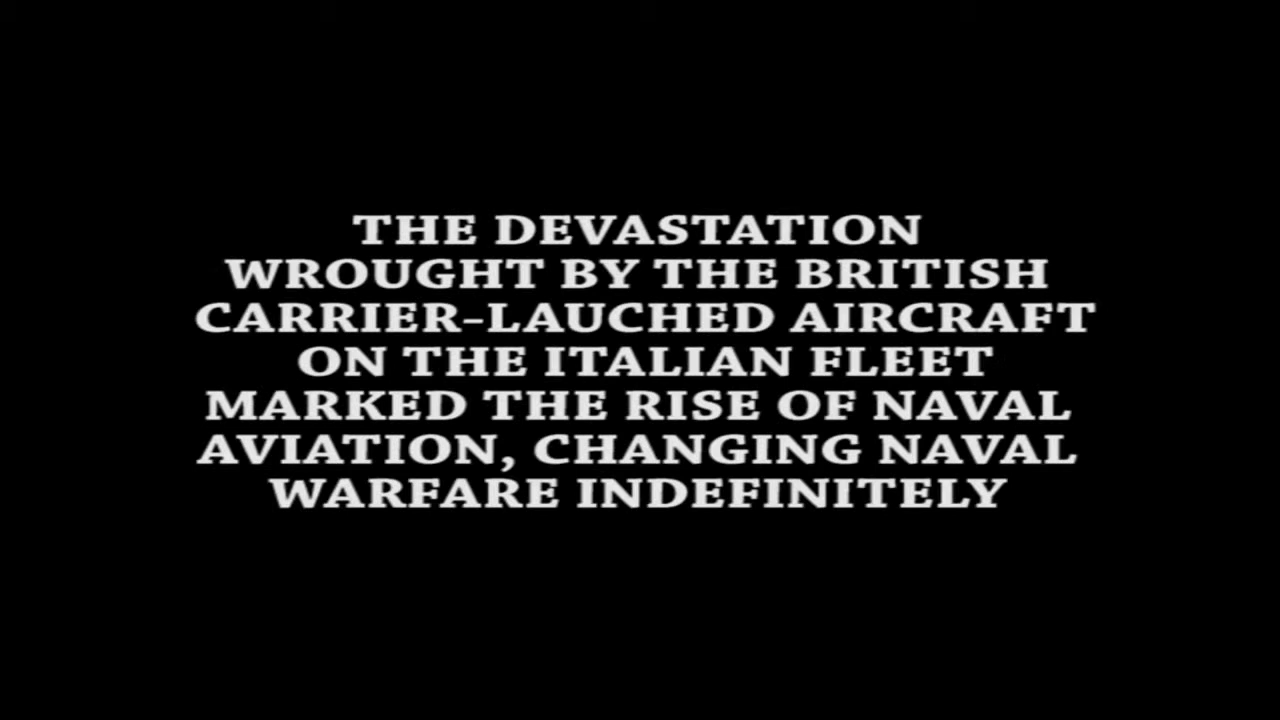 THE DEVASTATION
WROUGHT BY THE BRITISH
CARRIER-LAUCHED AIRCRAFT
ON THE ITALIAN FLEET
MARKED THE RISE OF NAVAL
AVIATION, CHANGING NAVAL
WARFARE INDEFINITELY